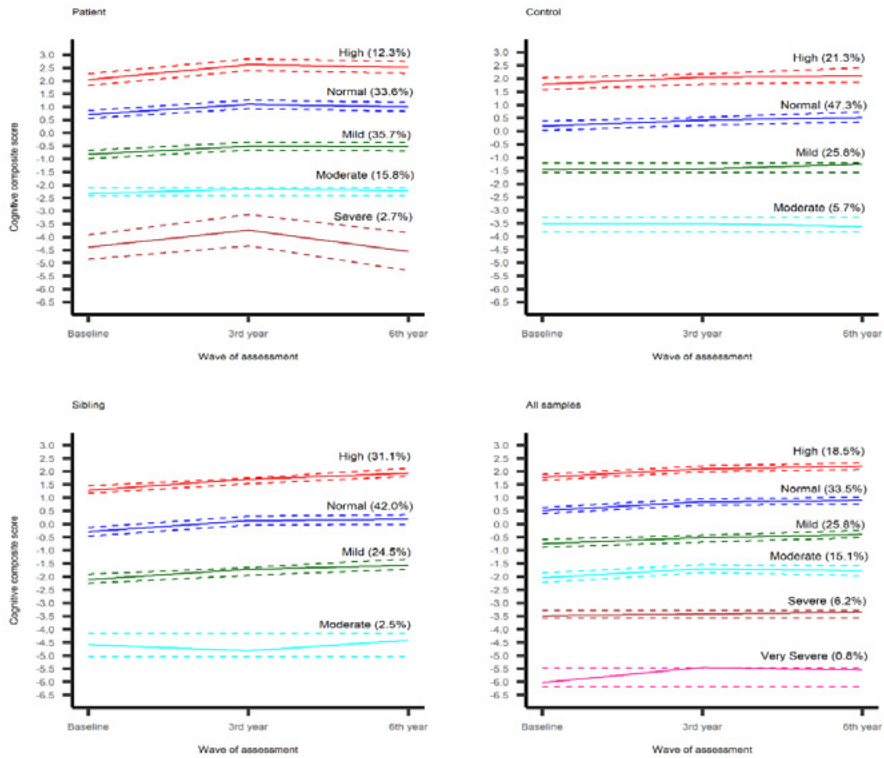 Patient
Cognitive composite score
3.0
2.5
2.0
1.5
1.0
0.5
0.0
-0.5
-1.0
-1.5
-2.0
-2.5
-3.0
-3.5
-4.0
-4.5
-5.0
-5.5
-6.0
-6.5
High (12.3%)
Normal (33.6%)
Mild (35.7%)
Moderate (15.8%)
Severe (2.7%)
Baseline 3rd year 6th year
Wave of assessment
Control
3.0
2.5
2.0
1.5
1.0
0.5
0.0
-0.5
-1.0
-1.5
-2.0
-2.5
-3.0
-3.5
-4.0
-4.5
-5.0
-5.5
-6.0
-6.5
High (21.3%)
Normal (47.3%)
Mild (25.8%)
Moderate (5.7%)
Baseline 3rd year 6th year
Wave of assessment
Sibling
Cognitive composite score
3.0
2.5
2.0
1.5
1.0
0.5
0.0
-0.5
-1.0
-1.5
-2.0
-2.5
-3.0
-3.5
-4.0
-4.5
-5.0
-5.5
-6.0
-6.5
High (31.1%)
Normal (42.0%)
Mild (24.5%)
Moderate (2.5%)
Baseline 3rd year 6th year
Wave of assessment
All samples
3.0
2.5
2.0
1.5
1.0
0.5
0.0
-0.5
-1.0
-1.5
-2.0
-2.5
-3.0
-3.5
-4.0
-4.5
-5.0
-5.5
-6.0
-6.5
High (18.5%)
Normal (33.5%)
Mild (25.8%)
Moderate (15.1%)
Severe (6.2%)
Very Severe (0.8%)
Baseline 3rd year 6th year
Wave of assessment